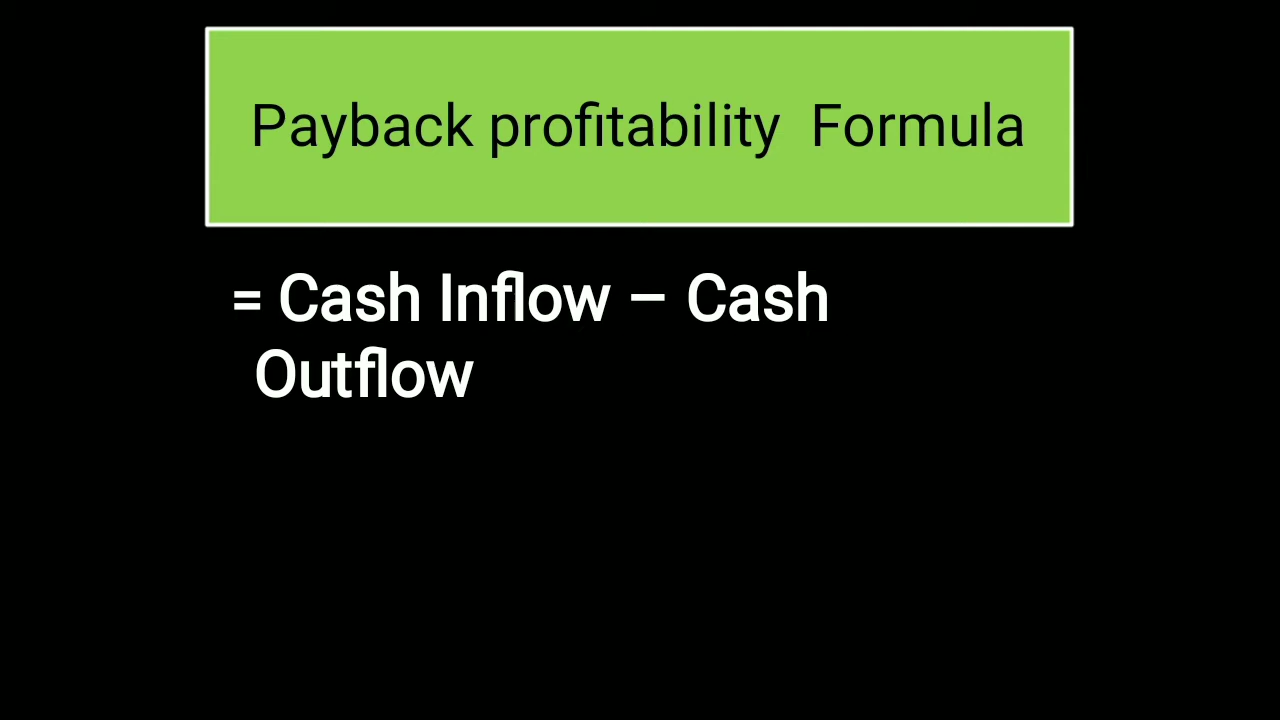 Payback profitability  Formula
= Cash Inflow – Cash
Outflow